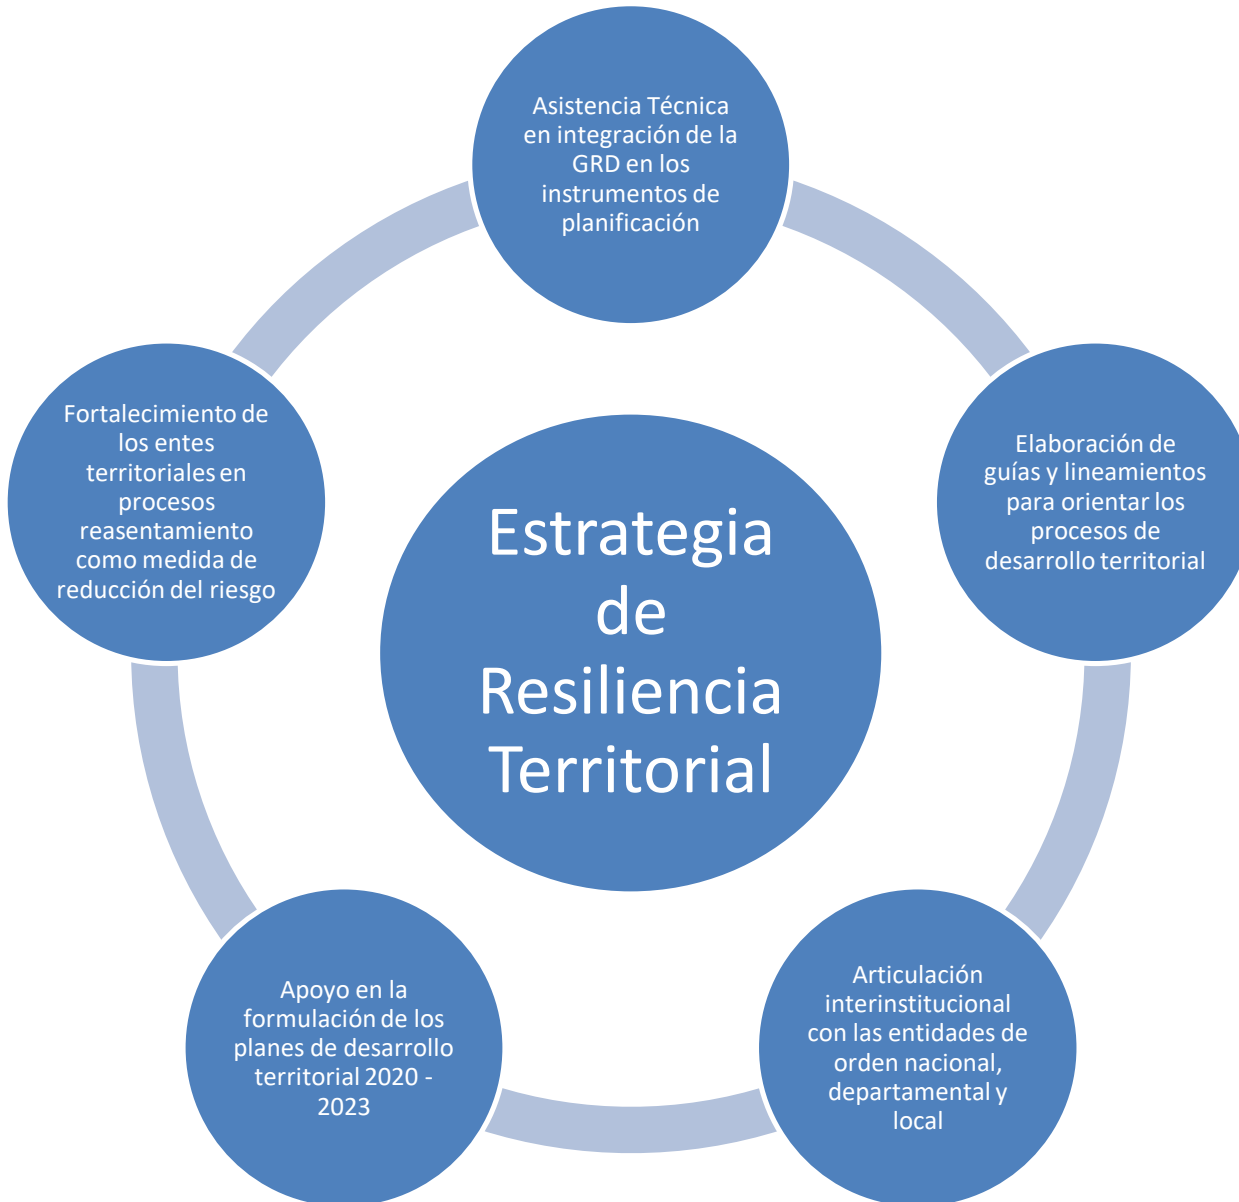 Asistencia Técnica
en integración de la
GRD en los
instrumentos de
planificación
Elaboración de
guías y lineamientos
para orientar los
procesos de
desarrollo territorial
Articulación
interinstitucional
con las entidades de
orden nacional,
departamental y
local
Apoyo en la
formulación de los
planes de desarrollo
territorial 2020 -
2023
Fortalecimiento de
los entes
territoriales en
procesos
reasentamiento
como medida de
reducción del riesgo
Estrategia
de
Resiliencia
Territorial